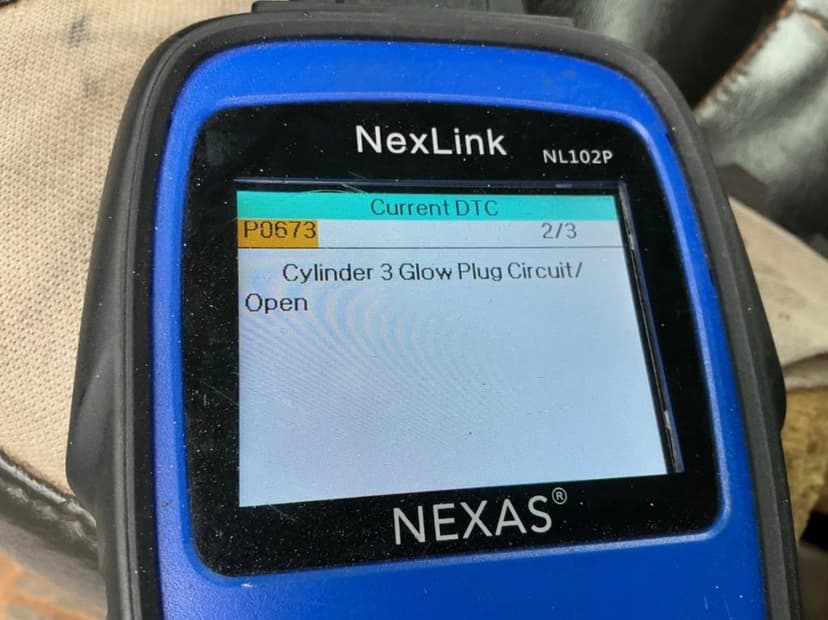 NexLink NL102P
Current DTC
P0673 2/3
Cylinder 3 Glow Plug Circuit/
Open
NEXAS®